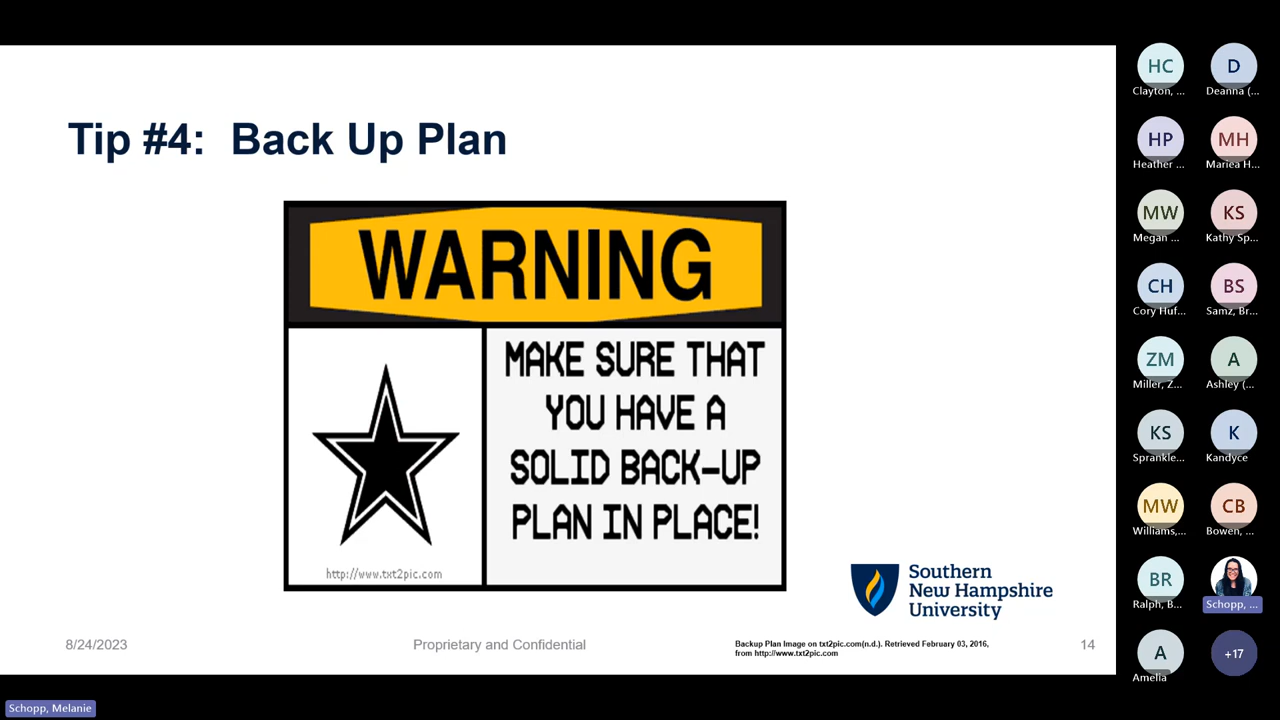 Tip #4:  Back Up Plan
WARNING
MAKE SURE THAT
YOU HAVE A
SOLID BACK-UP
PLAN IN PLACE!
http://www.txt2pic.com
Southern
New Hampshire
University
8/24/2023
Proprietary and Confidential
Backup Plan Image on txt2pic.com(n.d.). Retrieved February 03, 2016,
from http://www.txt2pic.com
14
HC
Clayton, ...
D
Deanna (...
HP
Heather ...
MH
Mariea H...
MW
Megan ...
KS
Kathy Sp...
CH
Cory Huf...
BS
Samz, Br...
ZM
Miller, Z...
A
Ashley (...
KS
Sprankle...
K
Kandyce
MW
Williams,...
CB
Bowen, ...
BR
Ralph, B...
Schopp, ...
A
Amelia
+17
Schopp, Melanie